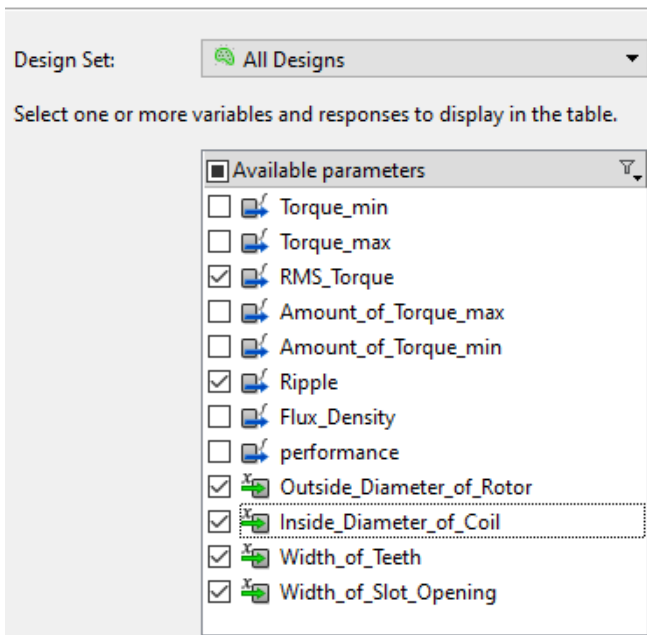 Design Set: All Designs
Select one or more variables and responses to display in the table.
Available parameters
Torque_min
Torque_max
RMS_Torque
Amount_of_Torque_max
Amount_of_Torque_min
Ripple
Flux_Density
performance
Outside_Diameter_of_Rotor
Inside_Diameter_of_Coil
Width_of_Teeth
Width_of_Slot_Opening